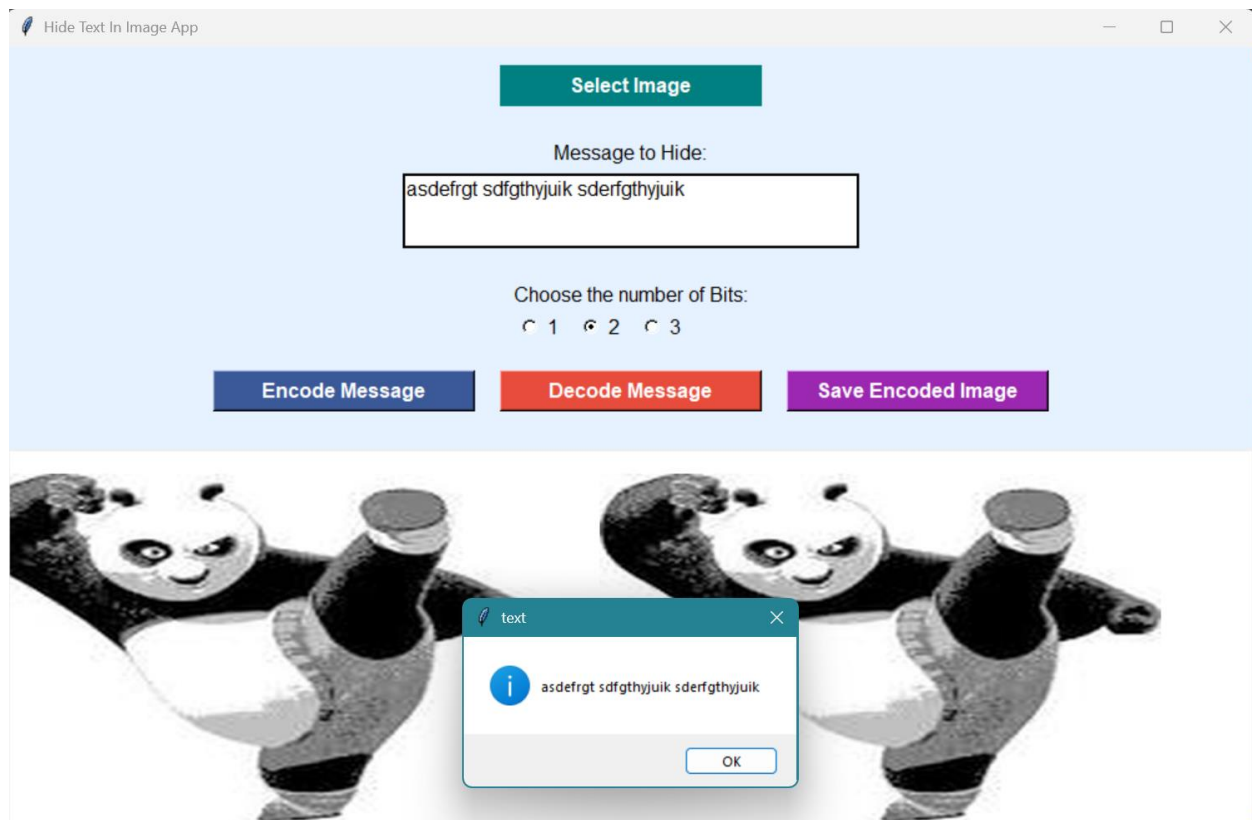 Hide Text In Image App
Select Image
Message to Hide:
asdefrgt sdfgthyjuik sderfgthyjuik
Choose the number of Bits:
1 2 3
Encode Message Decode Message Save Encoded Image
text
asdefrgt sdfgthyjuik sderfgthyjuik
OK